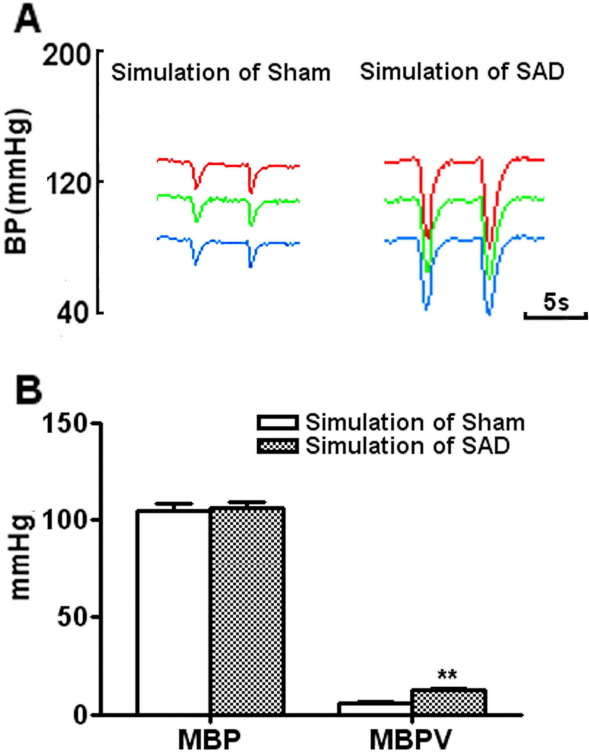 A
200
Simulation of Sham
Simulation of SAD
BP(mmHg)
120
40
5s
B
150
Simulation of Sham
Simulation of SAD
mmHg
100
50
**
0
MBP
MBPV